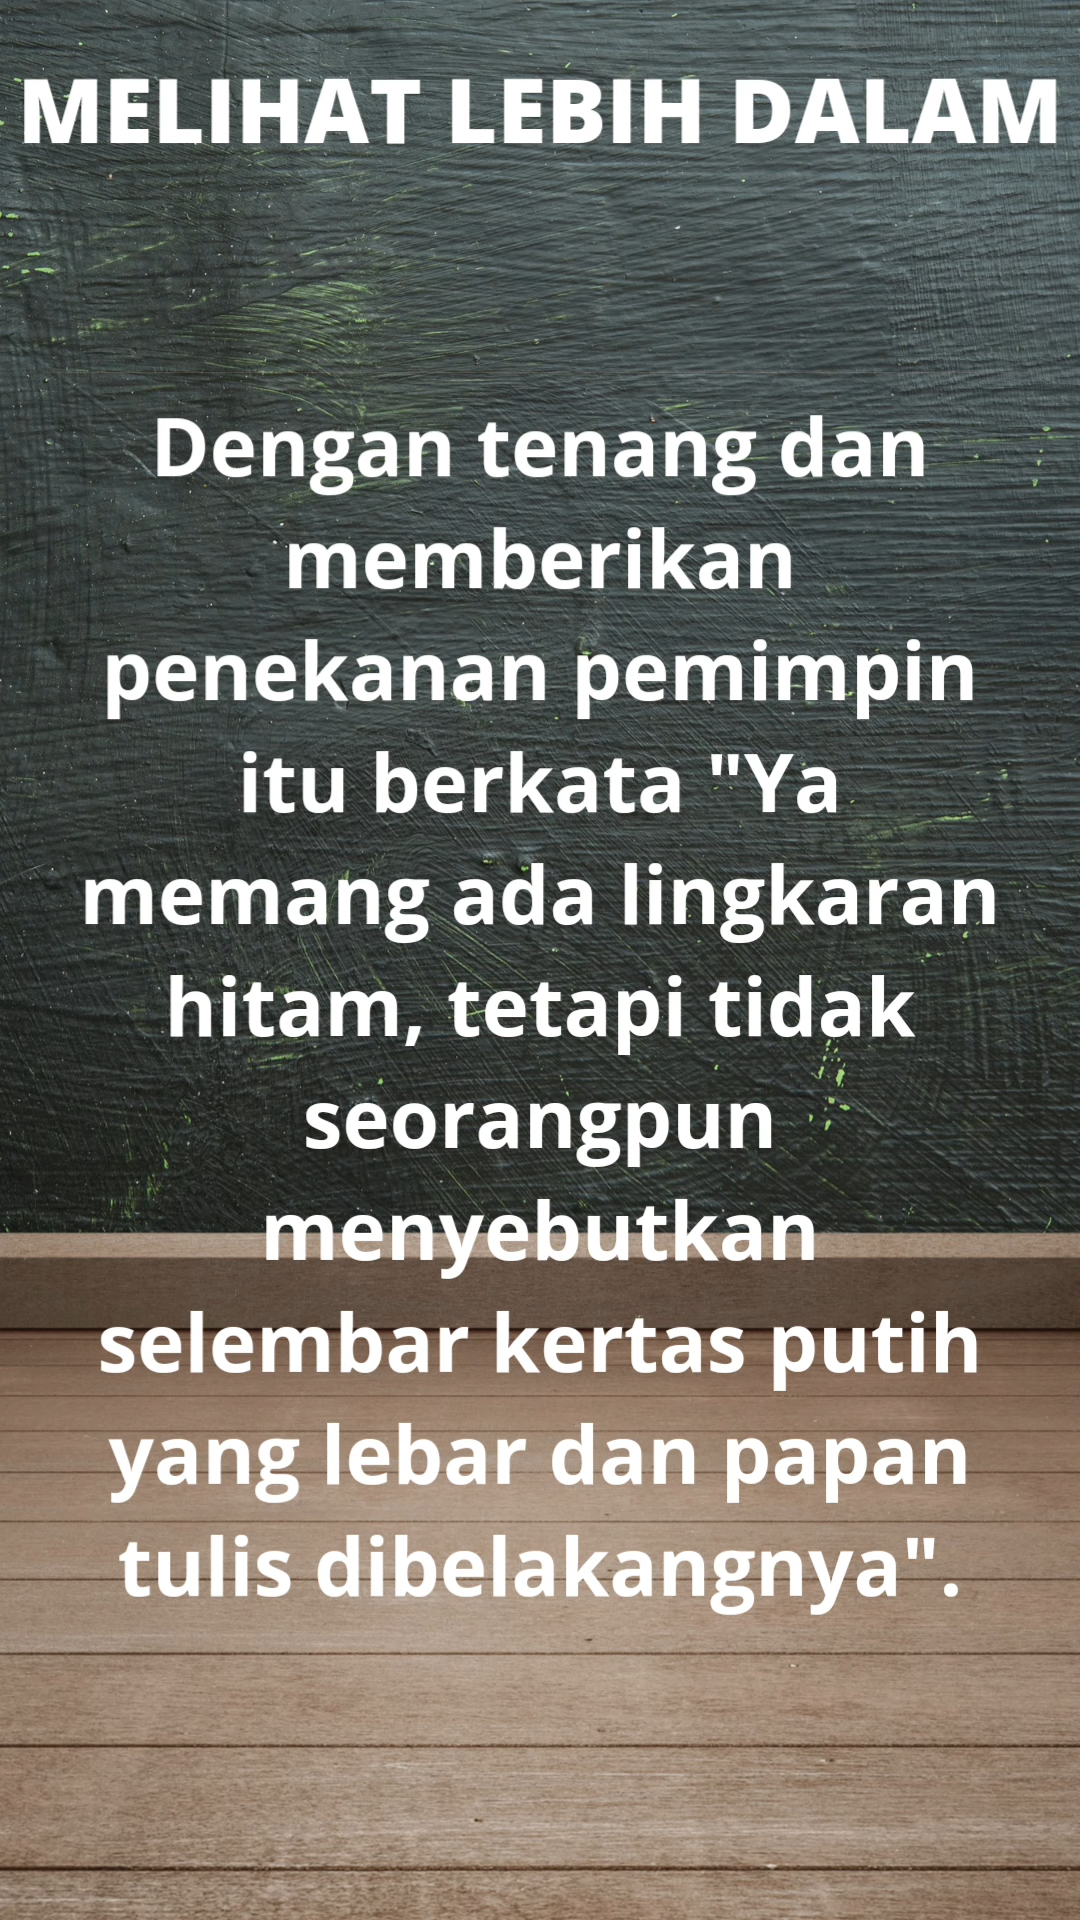 MELIHAT LEBIH DALAM
Dengan tenang dan
memberikan
penekanan pemimpin
itu berkata "Ya
memang ada lingkaran
hitam, tetapi tidak
seorangpun
menyebutkan
selembar kertas putih
yang lebar dan papan
tulis dibelakangnya".